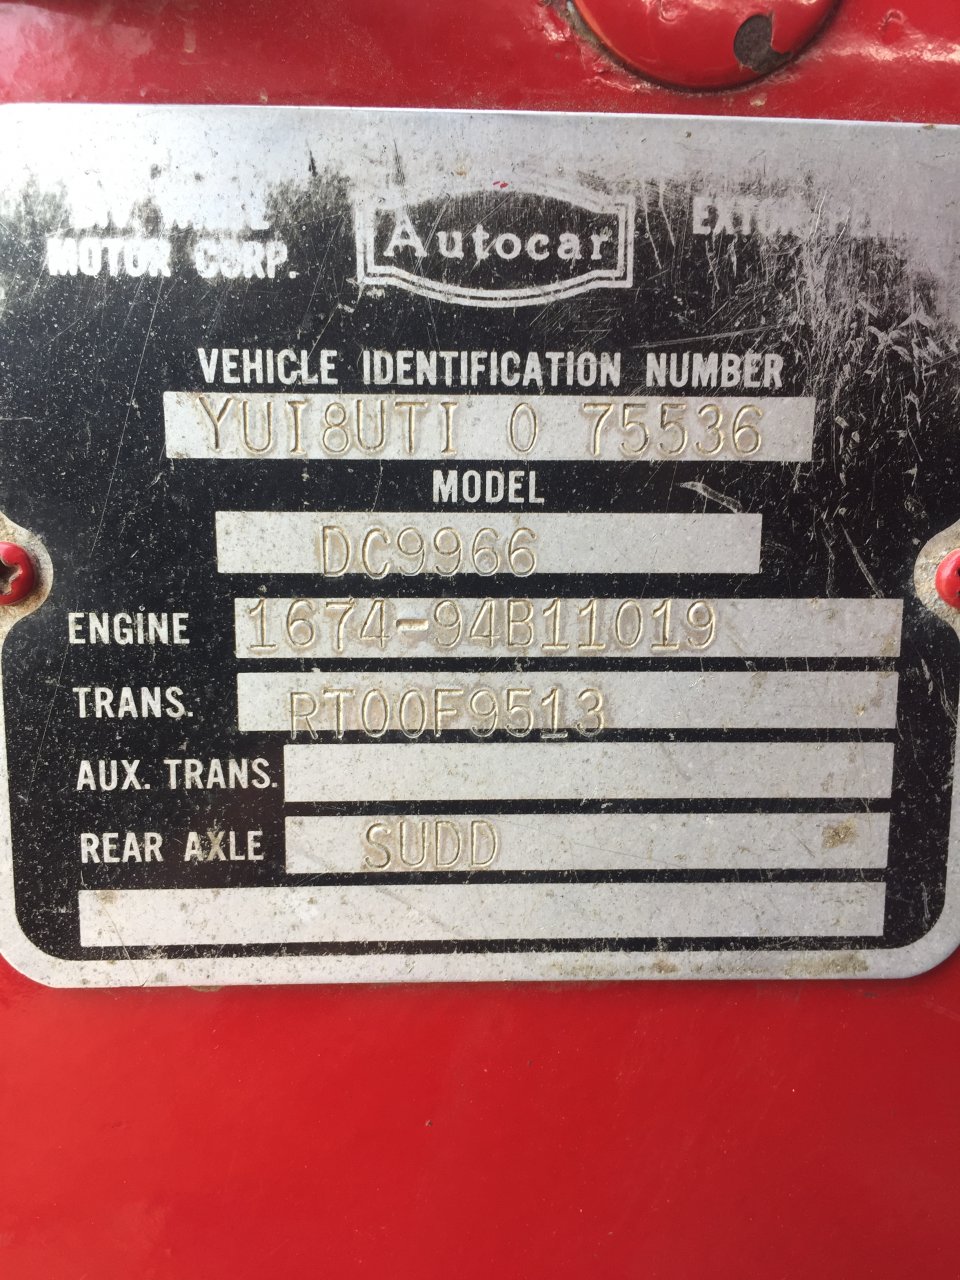 MOTOR CORP.
Autocar
VEHICLE IDENTIFICATION NUMBER
YUI8UTI 0 75536
MODEL
DC9966
ENGINE 1674-94B11019
TRANS. RT00F9513
AUX. TRANS.
REAR AXLE SUDD